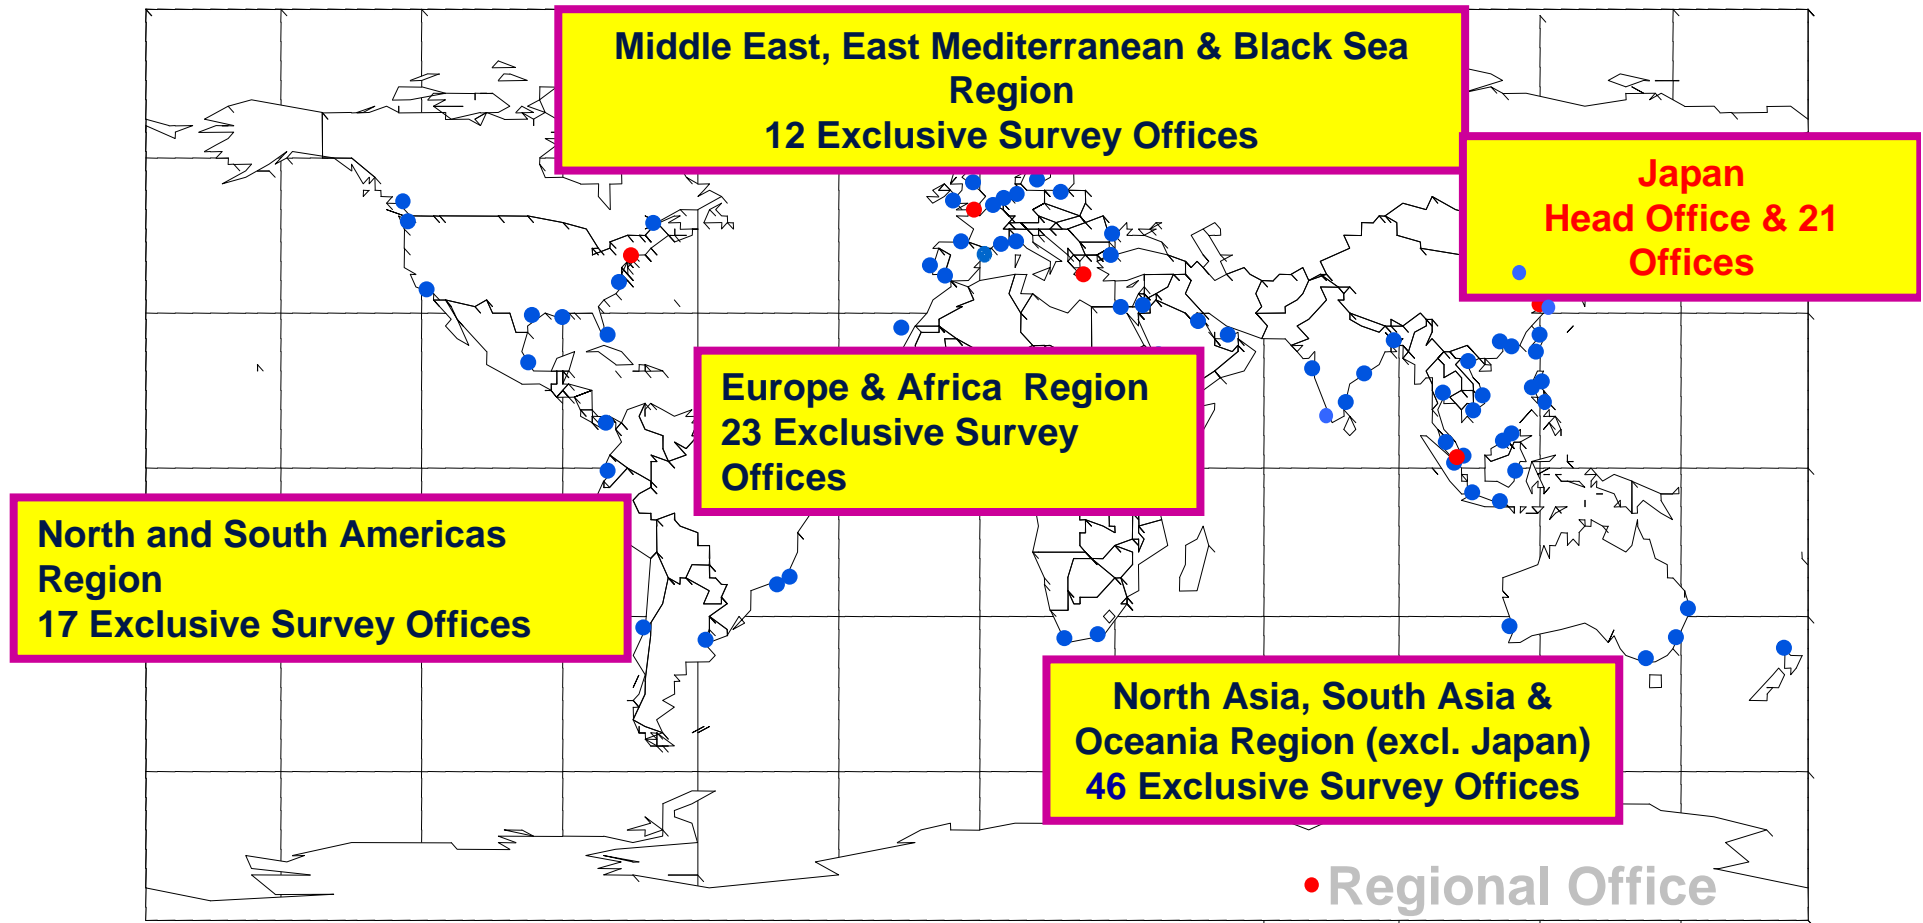 Middle East, East Mediterranean & Black Sea
Region
12 Exclusive Survey Offices
Japan
Head Office & 21
Offices
Europe & Africa Region
23 Exclusive Survey
Offices
North and South Americas
Region
17 Exclusive Survey Offices
North Asia, South Asia &
Oceania Region (excl. Japan)
46 Exclusive Survey Offices
Regional Office